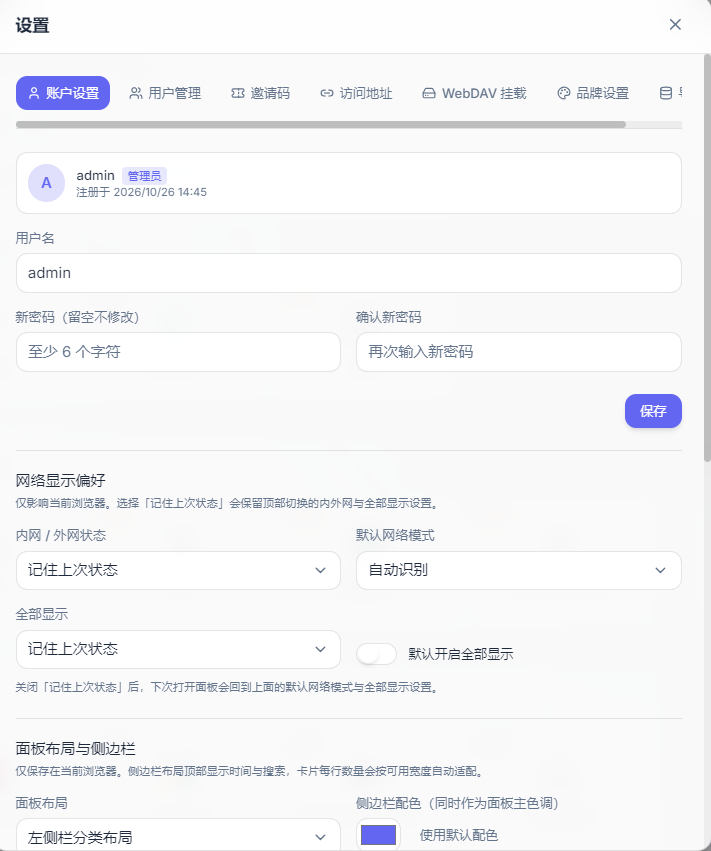 设置
账户设置 用户管理 邀请码 访问地址 WebDAV 挂载 品牌设置
A admin 管理员
注册于 2026/10/26 14:45
用户名
admin
新密码（留空不修改） 确认新密码
至少 6 个字符 再次输入新密码
保存
网络显示偏好
仅影响当前浏览器。选择「记住上次状态」会保留顶部切换的内外网与全部显示设置。
内网 / 外网状态 默认网络模式
记住上次状态 自动识别
全部显示
记住上次状态 默认开启全部显示
关闭「记住上次状态」后，下次打开面板会回到上面的默认网络模式与全部显示设置。
面板布局与侧边栏
仅保存在当前浏览器。侧边栏布局顶部显示时间与搜索，卡片每行数量会按可用宽度自动适配。
面板布局 侧边栏配色（同时作为面板主色调）
左侧栏分类布局 使用默认配色